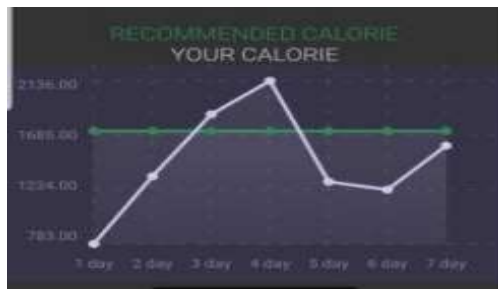 RECOMMENDED CALORIE
YOUR CALORIE
2136.00
1685.00
1234.00
783.00
1 day 2 day 3 day 4 day 5 day 6 day 7 day